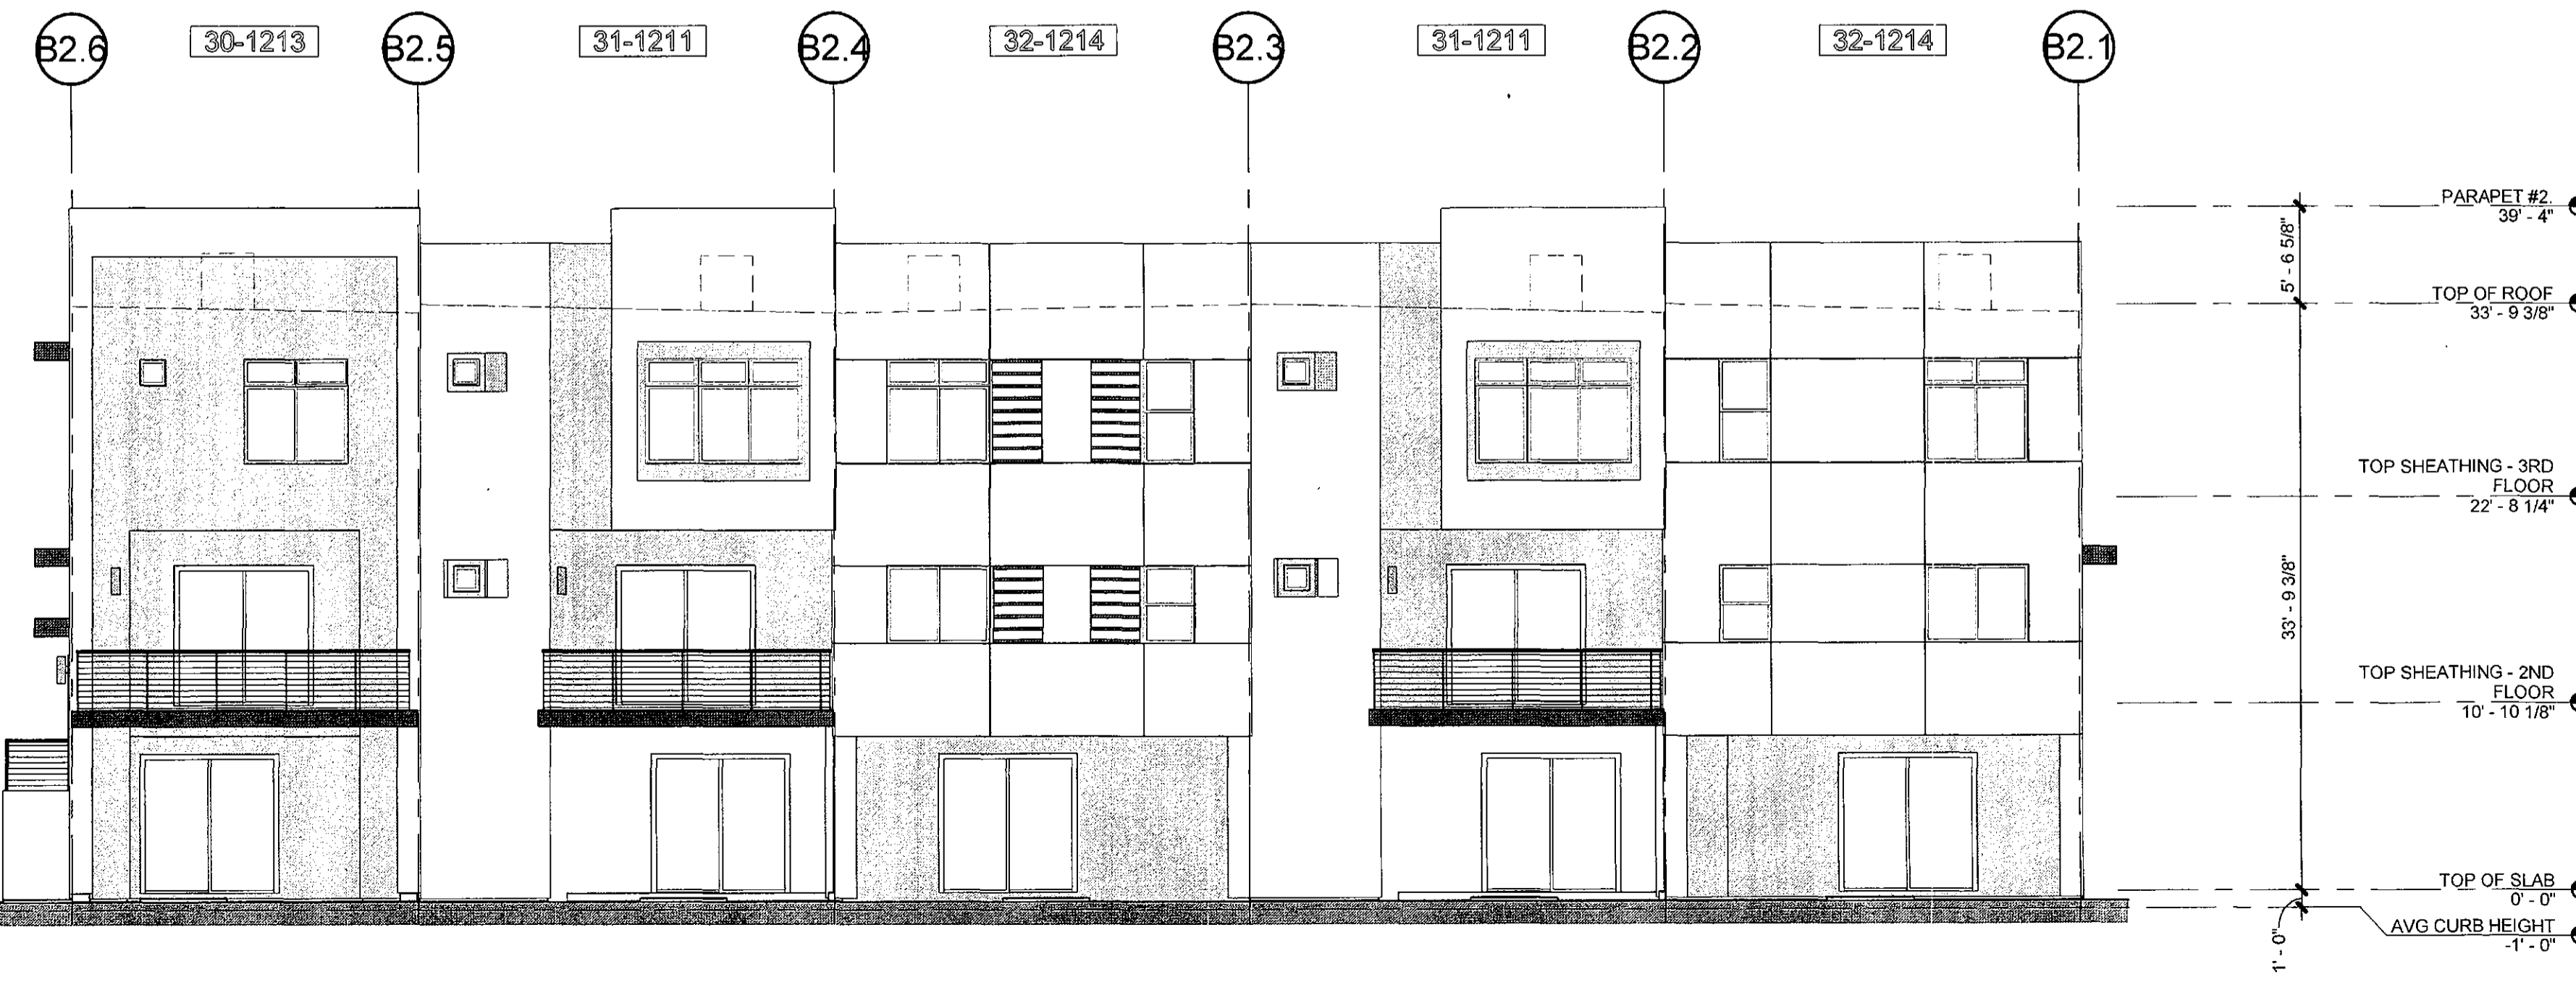 B2.6
30-1213
B2.5
31-1211
B2.4
32-1214
B2.3
31-1211
B2.2
32-1214
B2.1
PARAPET #2.
39' - 4"
5' - 6 5/8"
TOP OF ROOF
33' - 9 3/8"
TOP SHEATHING - 3RD
FLOOR
22' - 8 1/4"
33' - 9 3/8"
TOP SHEATHING - 2ND
FLOOR
10' - 10 1/8"
TOP OF SLAB
0' - 0"
AVG CURB HEIGHT
-1' - 0"
1' - 0"